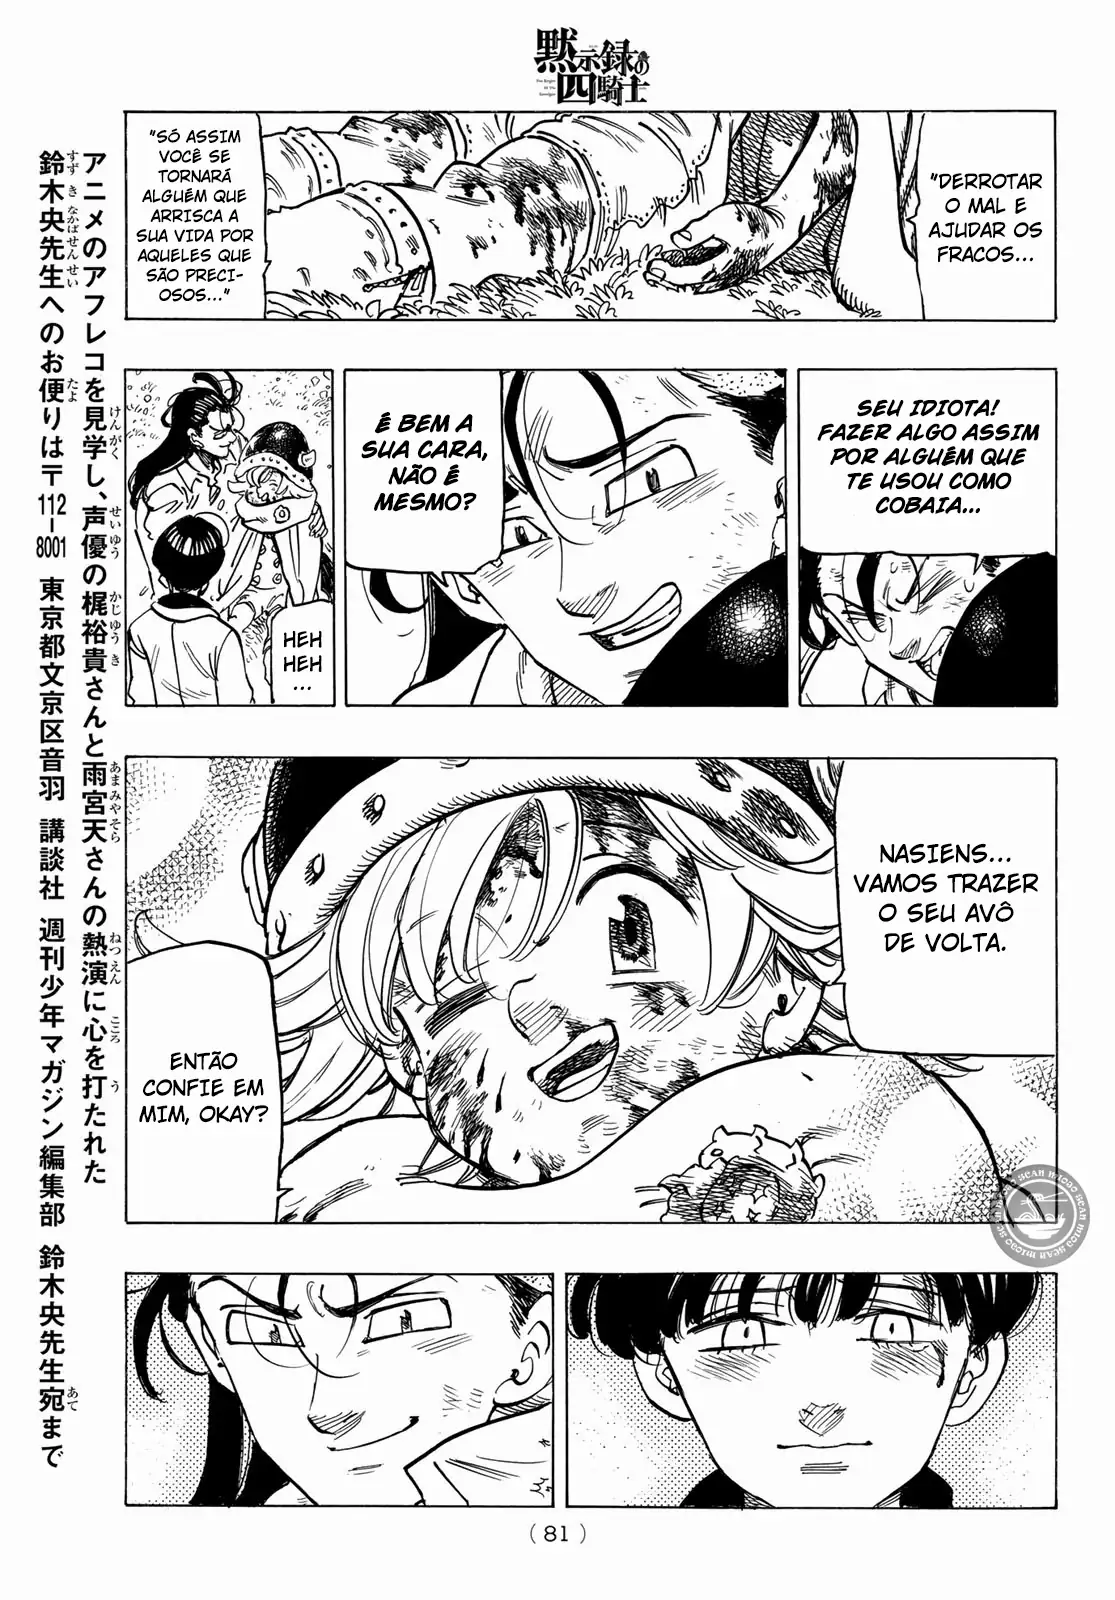 黙示録の
四騎士
"DERROTAR
O MAL E
AJUDAR OS
FRACOS...
"SÓ ASSIM
VOCÊ SE
TORNARÁ
ALGUÉM QUE
ARRISCA A
SUA VIDA POR
AQUELES QUE
SÃO PRECI-
OSOS..."
SEU IDIOTA!
FAZER ALGO ASSIM
POR ALGUÉM QUE
TE USOU COMO
COBAIA...
É BEM A
SUA CARA,
NÃO É
MESMO?
HEH
HEH
...
NASIENS...
VAMOS TRAZER
O SEU AVÔ
DE VOLTA.
ENTÃO
CONFIE EM
MIM, OKAY?
アニメのアフレコを見学し、声優の梶裕貴さんと雨宮天さんの熱演に心を打たれた
鈴木央先生へのお便りは〒112-8001 東京都文京区音羽 講談社 週刊少年マガジン編集部 鈴木央先生宛まで
(81)